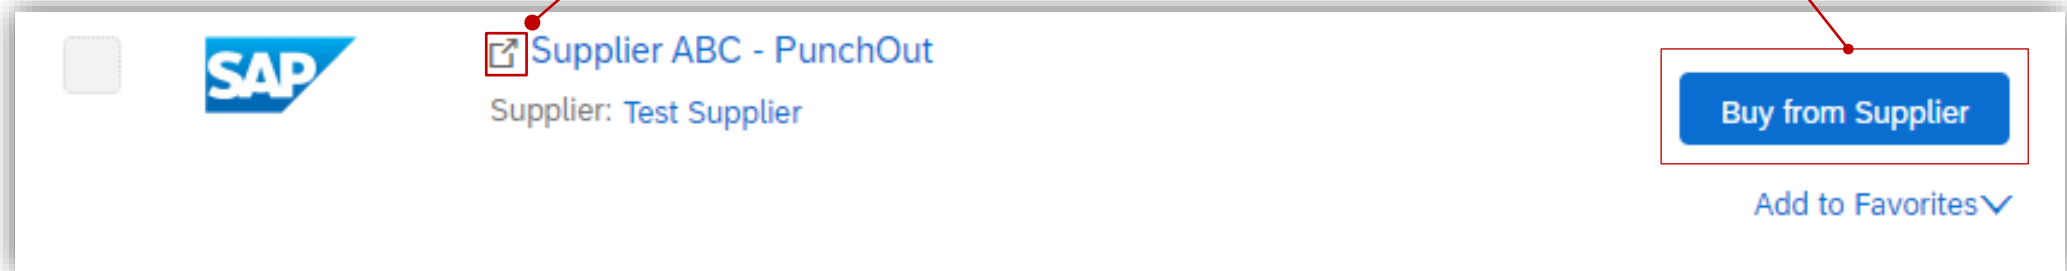 SAP
Supplier ABC - PunchOut
Supplier: Test Supplier
Buy from Supplier
Add to Favorites